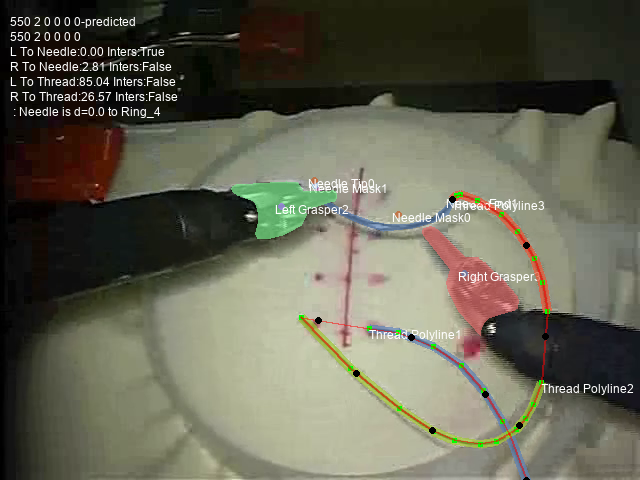 550 2 0 0 0 0-predicted
550 2 0 0 0 0
L To Needle:0.00 Inters:True
R To Needle:2.81 Inters:False
L To Thread:85.04 Inters:False
R To Thread:26.57 Inters:False
: Needle is d=0.0 to Ring_4
Needle Tip0
Needle Mask1
Left Grasper2
Needle Mask0
Thread Polyline3
Right Grasper3
Thread Polyline1
Thread Polyline2